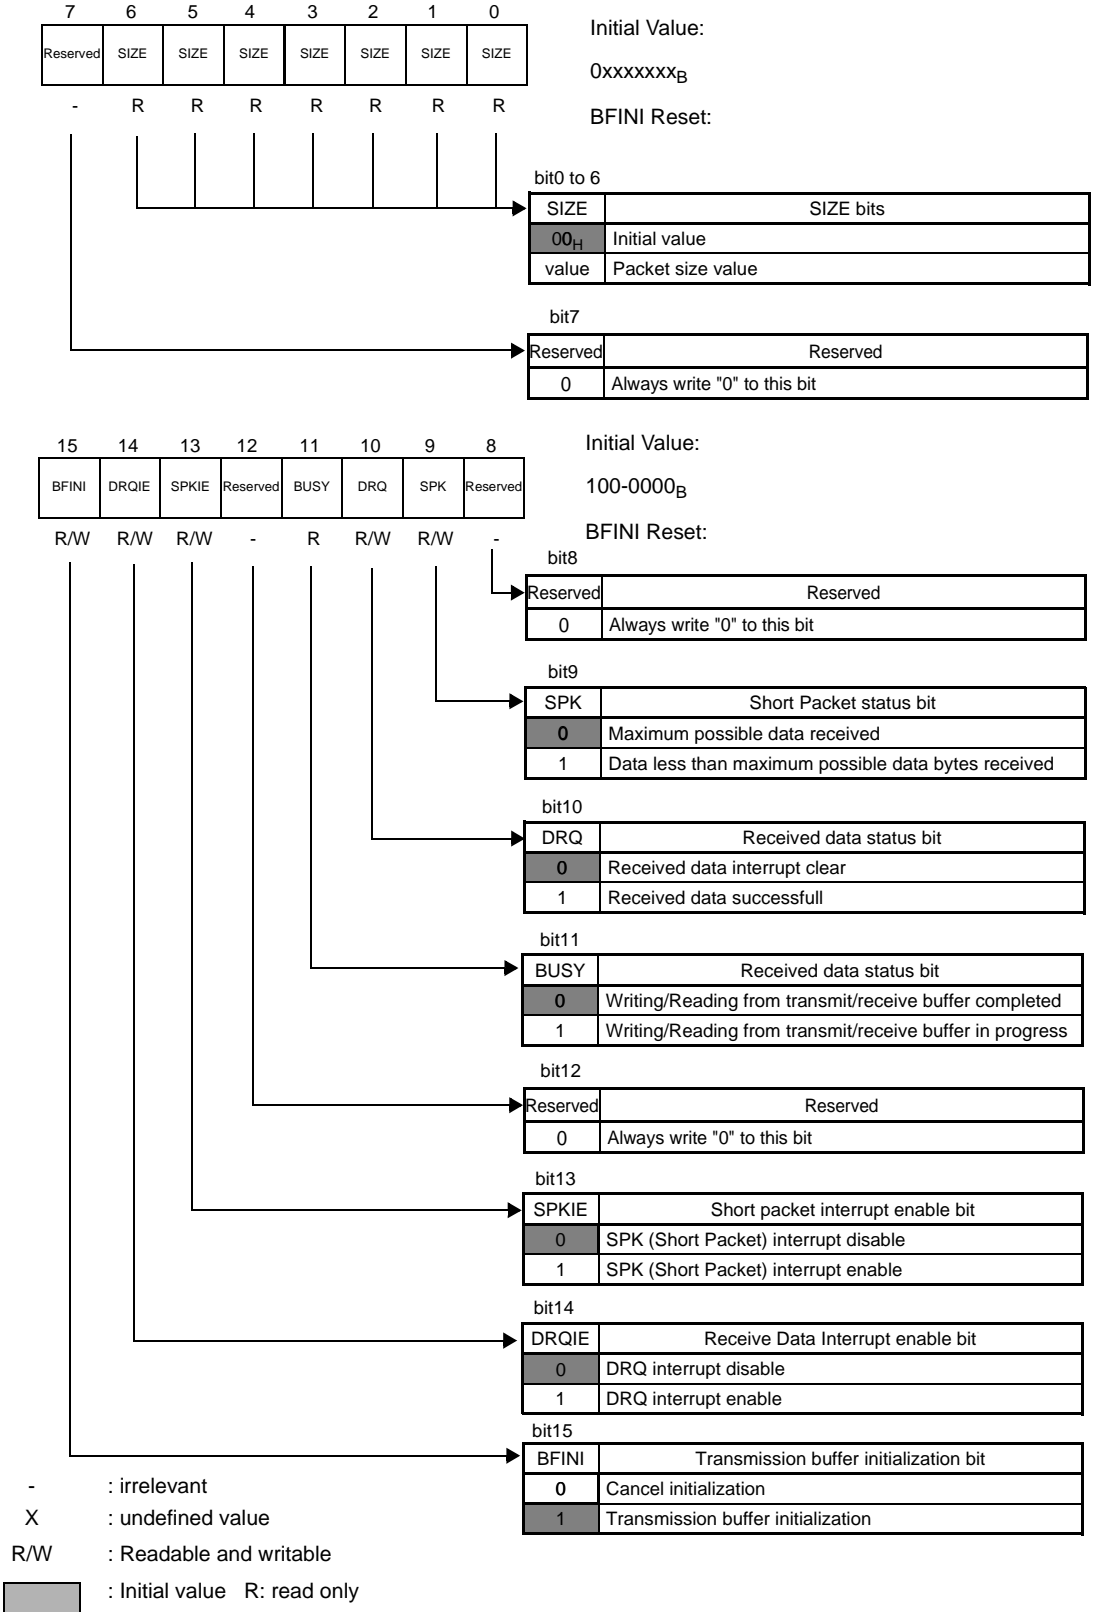 7 6 5 4 3 2 1 0
Reserved SIZE SIZE SIZE SIZE SIZE SIZE SIZE
- R R R R R R R
Initial Value:
0xxxxxxxB
BFINI Reset:
bit0 to 6
SIZE SIZE bits
00H Initial value
value Packet size value
bit7
Reserved Reserved
0 Always write "0" to this bit
15 14 13 12 11 10 9 8
BFINI DRQIE SPKIE Reserved BUSY DRQ SPK Reserved
R/W R/W R/W - R R/W R/W -
Initial Value:
100-0000B
BFINI Reset:
bit8
Reserved Reserved
0 Always write "0" to this bit
bit9
SPK Short Packet status bit
0 Maximum possible data received
1 Data less than maximum possible data bytes received
bit10
DRQ Received data status bit
0 Received data interrupt clear
1 Received data successfull
bit11
BUSY Received data status bit
0 Writing/Reading from transmit/receive buffer completed
1 Writing/Reading from transmit/receive buffer in progress
bit12
Reserved Reserved
0 Always write "0" to this bit
bit13
SPKIE Short packet interrupt enable bit
0 SPK (Short Packet) interrupt disable
1 SPK (Short Packet) interrupt enable
bit14
DRQIE Receive Data Interrupt enable bit
0 DRQ interrupt disable
1 DRQ interrupt enable
bit15
BFINI Transmission buffer initialization bit
0 Cancel initialization
1 Transmission buffer initialization
- : irrelevant
X : undefined value
R/W : Readable and writable
: Initial value R: read only